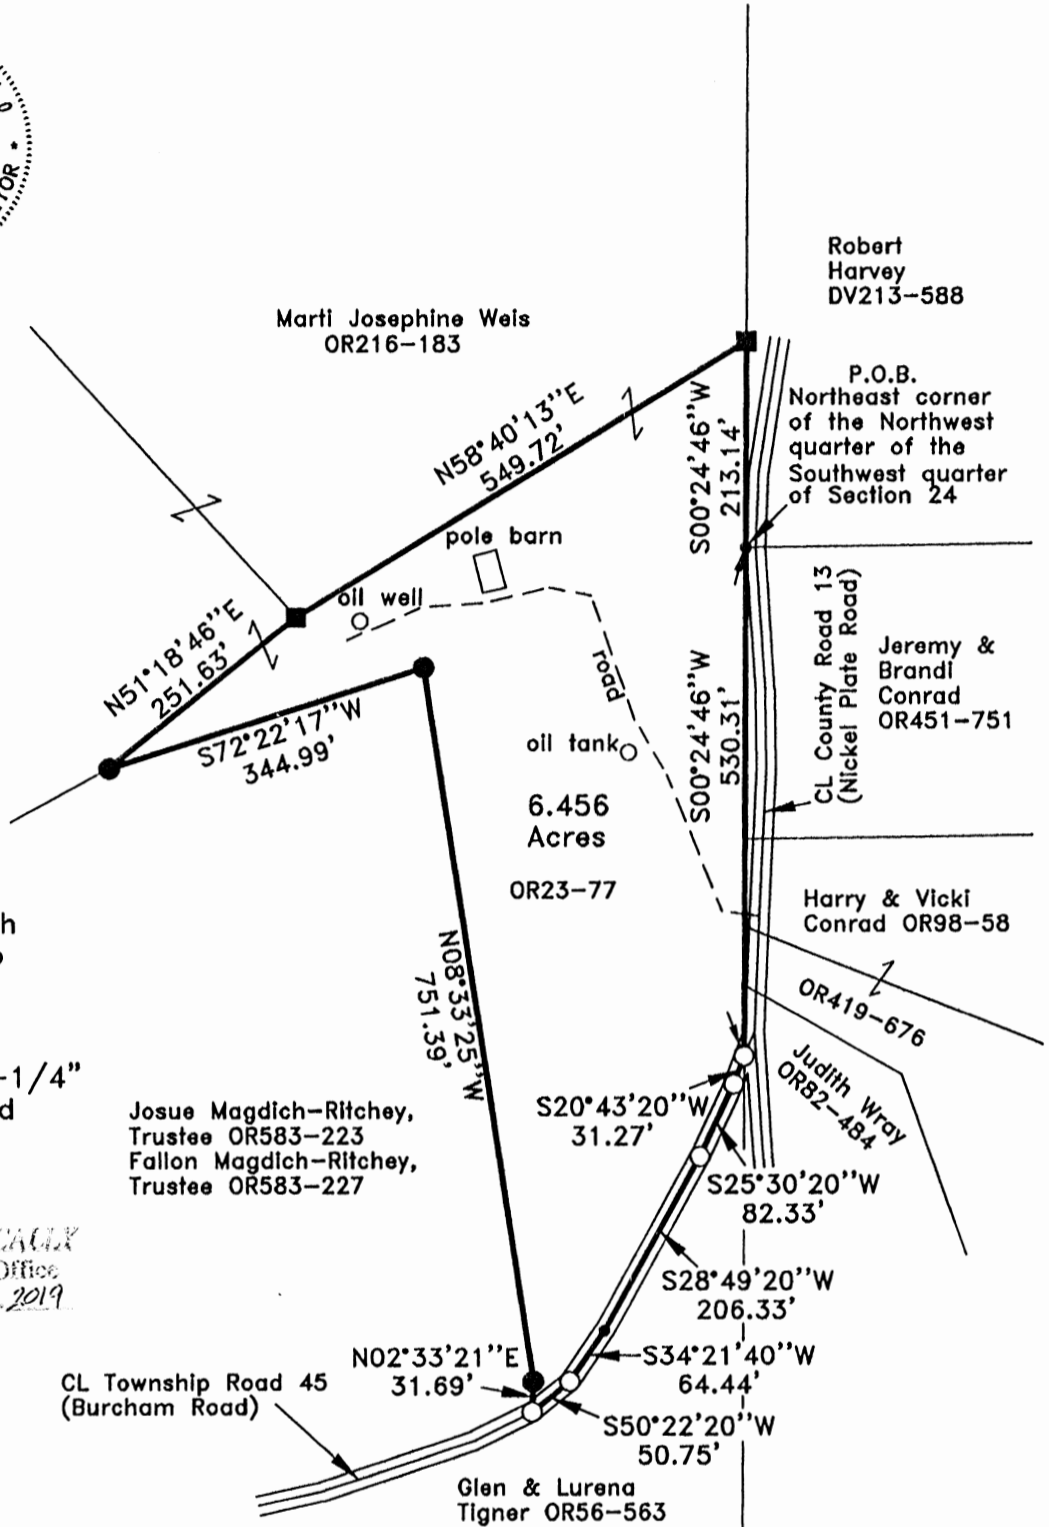 Robert
Harvey
DV213-588
Marti Josephine Weis
OR216-183
P.O.B.
Northeast corner
of the Northwest
quarter of the
Southwest quarter
of Section 24
N58°40'13"E
549.72'
S00°24'46"W
213.14'
pole barn
oil well
N51°18'46"E
251.63'
road
S72°22'17"W
344.99'
oil tank
S00°24'46"W
530.31'
CL County Road 13
(Nickel Plate Road)
Jeremy &
Brandi
Conrad
OR451-751
6.456
Acres
OR23-77
Harry & Vicki
Conrad OR98-58
OR419-676
N08°33'25"W
751.39'
Judith Wray
OR82-484
-1/4"
Josue Magdich-Ritchey,
Trustee OR583-223
Fallon Magdich-Ritchey,
Trustee OR583-227
S20°43'20"W
31.27'
S25°30'20"W
82.33'
Office
2019
S28°49'20"W
206.33'
N02°33'21"E
31.69'
S34°21'40"W
64.44'
CL Township Road 45
(Burcham Road)
S50°22'20"W
50.75'
Glen & Lurena
Tigner OR56-563